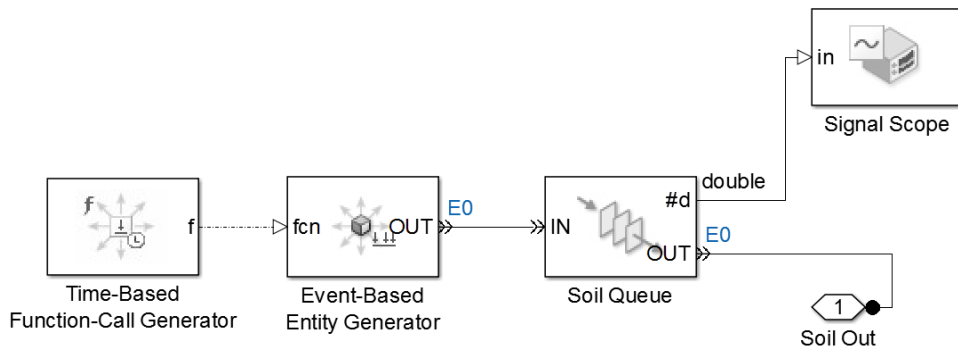 in
Signal Scope
f
f
Time-Based
Function-Call Generator
fcn
OUT
E0
Event-Based
Entity Generator
IN
double
#d
E0
OUT
Soil Queue
1
Soil Out